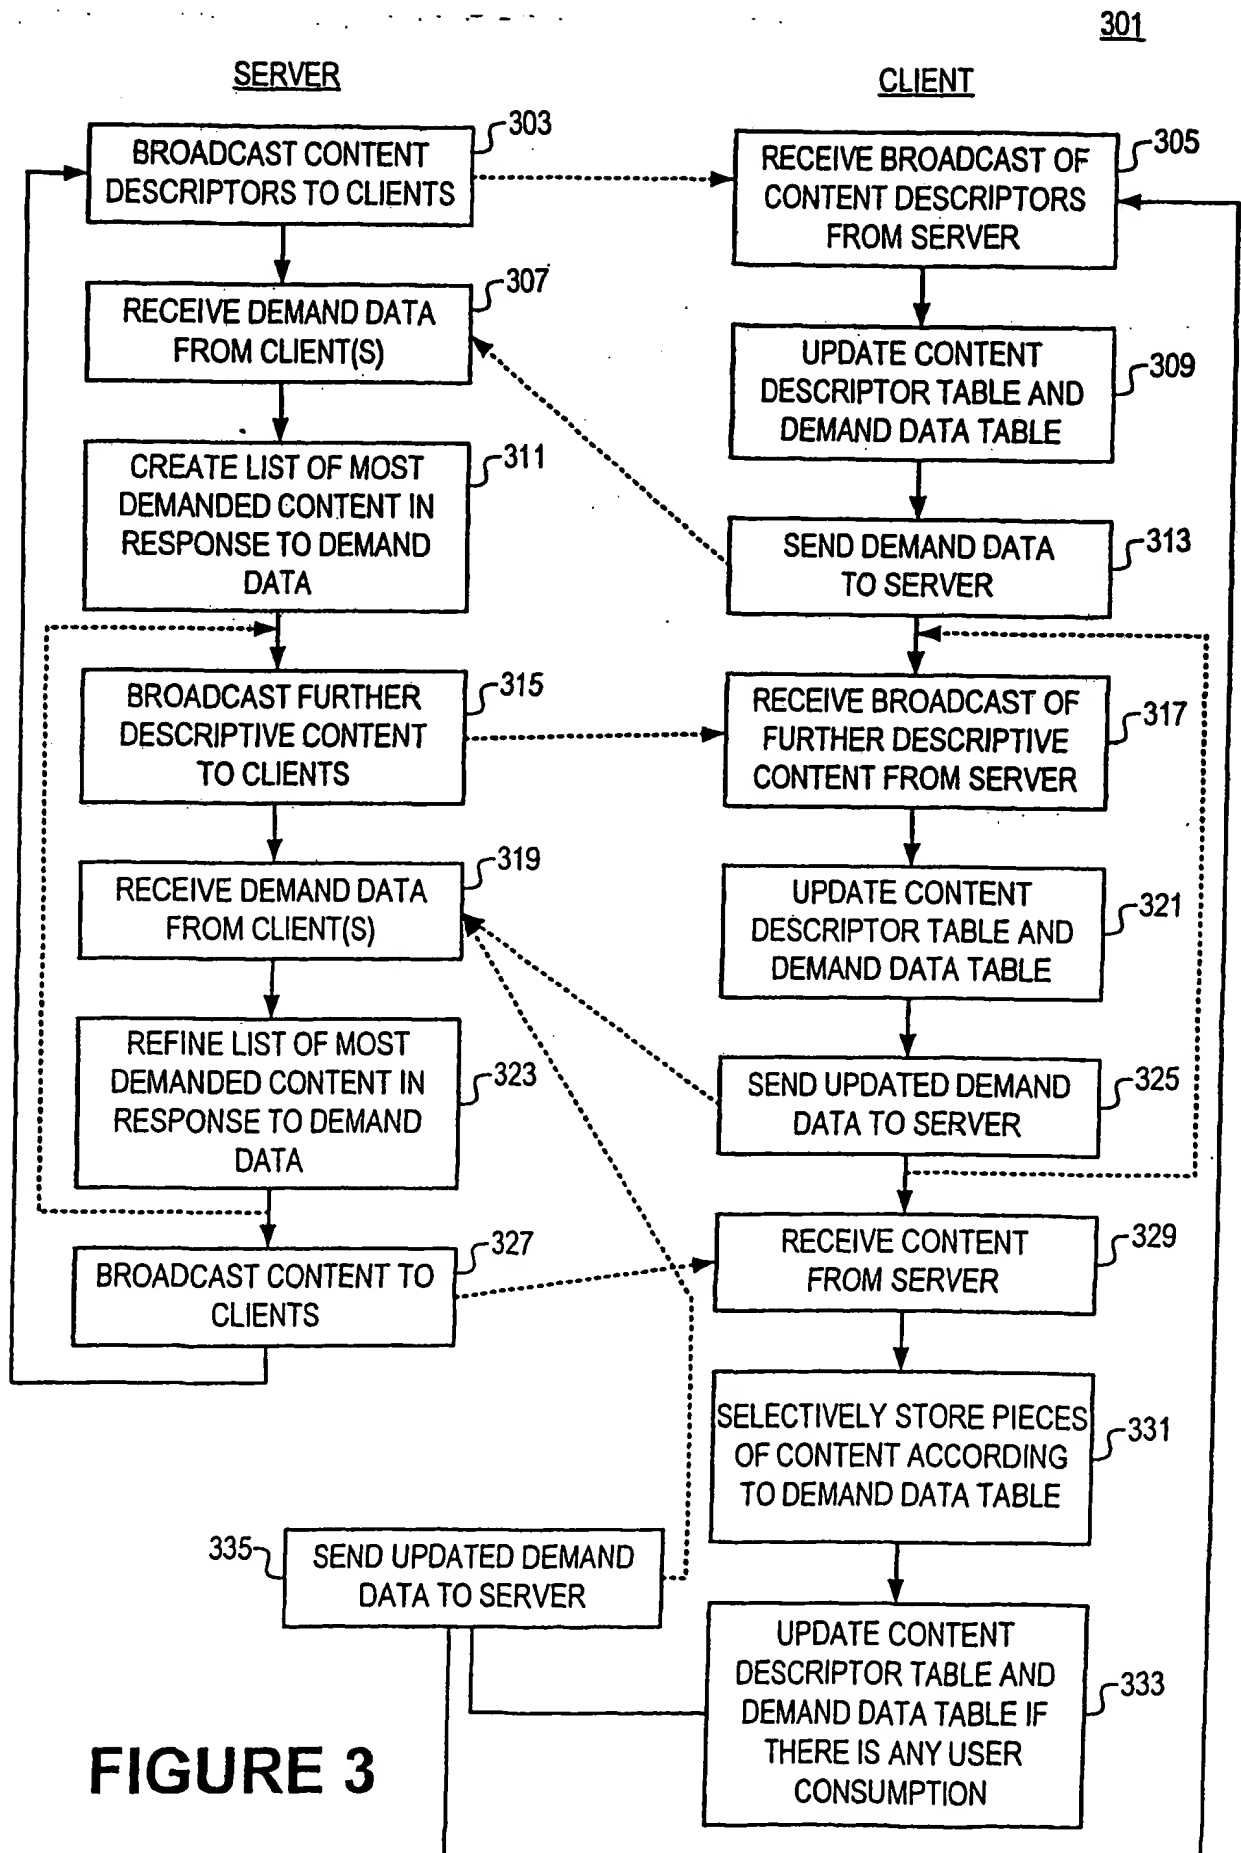 301
SERVER
CLIENT
303
BROADCAST CONTENT
DESCRIPTORS TO CLIENTS
305
RECEIVE BROADCAST OF
CONTENT DESCRIPTORS
FROM SERVER
307
RECEIVE DEMAND DATA
FROM CLIENT(S)
309
UPDATE CONTENT
DESCRIPTOR TABLE AND
DEMAND DATA TABLE
311
CREATE LIST OF MOST
DEMANDED CONTENT IN
RESPONSE TO DEMAND
DATA
313
SEND DEMAND DATA
TO SERVER
315
BROADCAST FURTHER
DESCRIPTIVE CONTENT
TO CLIENTS
317
RECEIVE BROADCAST OF
FURTHER DESCRIPTIVE
CONTENT FROM SERVER
319
RECEIVE DEMAND DATA
FROM CLIENT(S)
321
UPDATE CONTENT
DESCRIPTOR TABLE AND
DEMAND DATA TABLE
323
REFINE LIST OF MOST
DEMANDED CONTENT IN
RESPONSE TO DEMAND
DATA
325
SEND UPDATED DEMAND
DATA TO SERVER
327
BROADCAST CONTENT TO
CLIENTS
329
RECEIVE CONTENT
FROM SERVER
331
SELECTIVELY STORE PIECES
OF CONTENT ACCORDING
TO DEMAND DATA TABLE
335
SEND UPDATED DEMAND
DATA TO SERVER
333
UPDATE CONTENT
DESCRIPTOR TABLE AND
DEMAND DATA TABLE IF
THERE IS ANY USER
CONSUMPTION
FIGURE 3